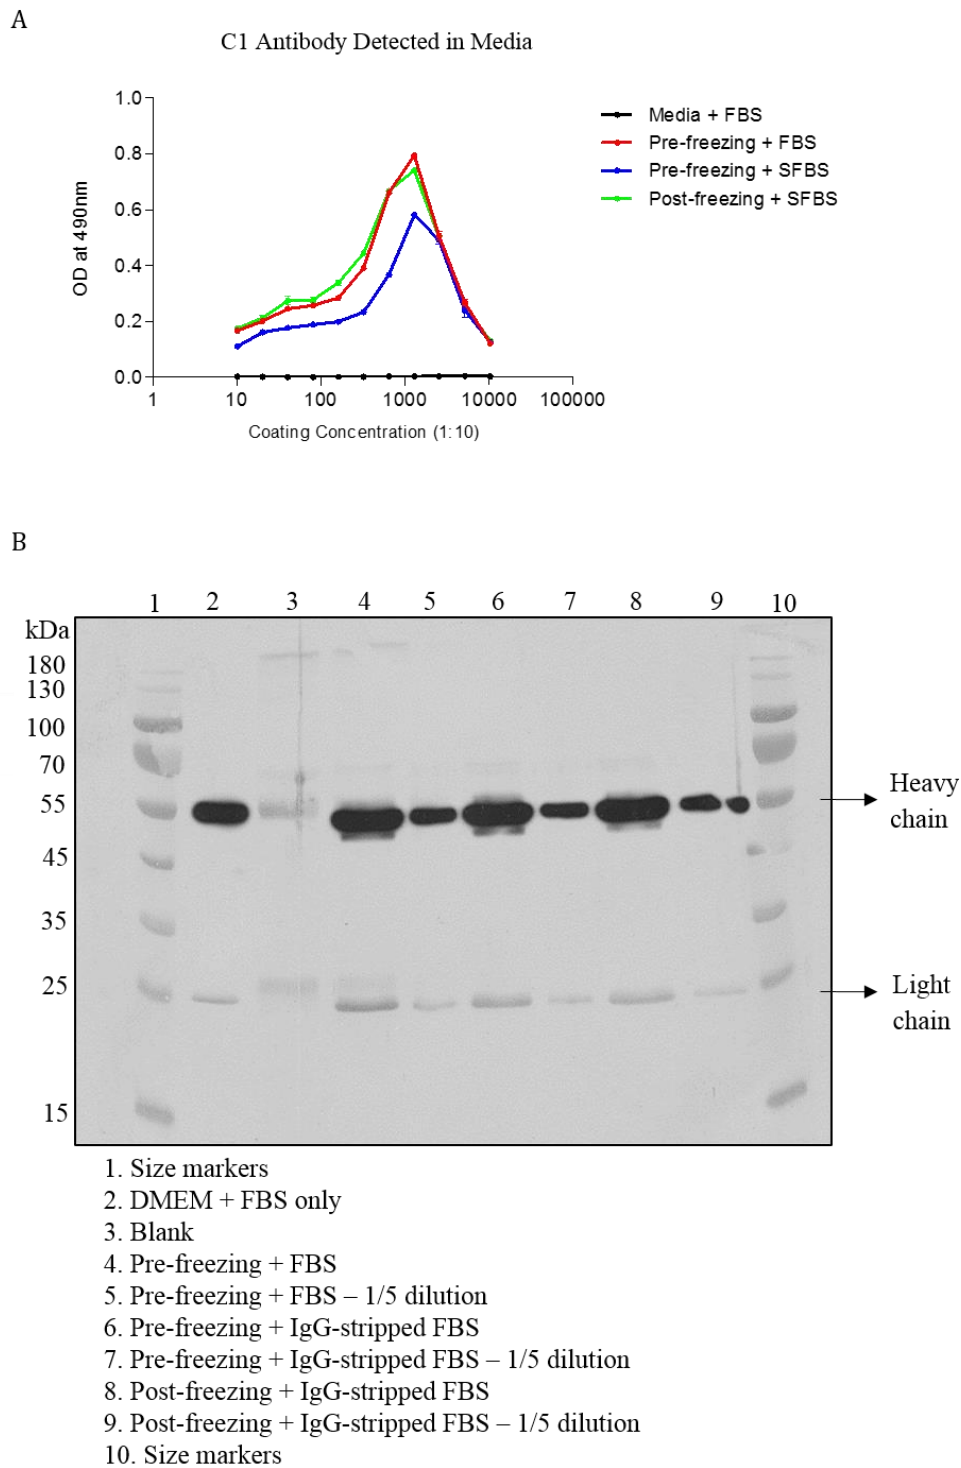 A
C1 Antibody Detected in Media
1.0
0.8
0.6
0.4
0.2
0.0
OD at 490nm
1 10 100 1000 10000 100000
Coating Concentration (1:10)
Media + FBS
Pre-freezing + FBS
Pre-freezing + SFBS
Post-freezing + SFBS
B
1 2 3 4 5 6 7 8 9 10
kDa
180
130
100
70
55
45
35
25
15
Heavy
chain
Light
chain
1. Size markers
2. DMEM + FBS only
3. Blank
4. Pre-freezing + FBS
5. Pre-freezing + FBS – 1/5 dilution
6. Pre-freezing + IgG-stripped FBS
7. Pre-freezing + IgG-stripped FBS – 1/5 dilution
8. Post-freezing + IgG-stripped FBS
9. Post-freezing + IgG-stripped FBS – 1/5 dilution
10. Size markers